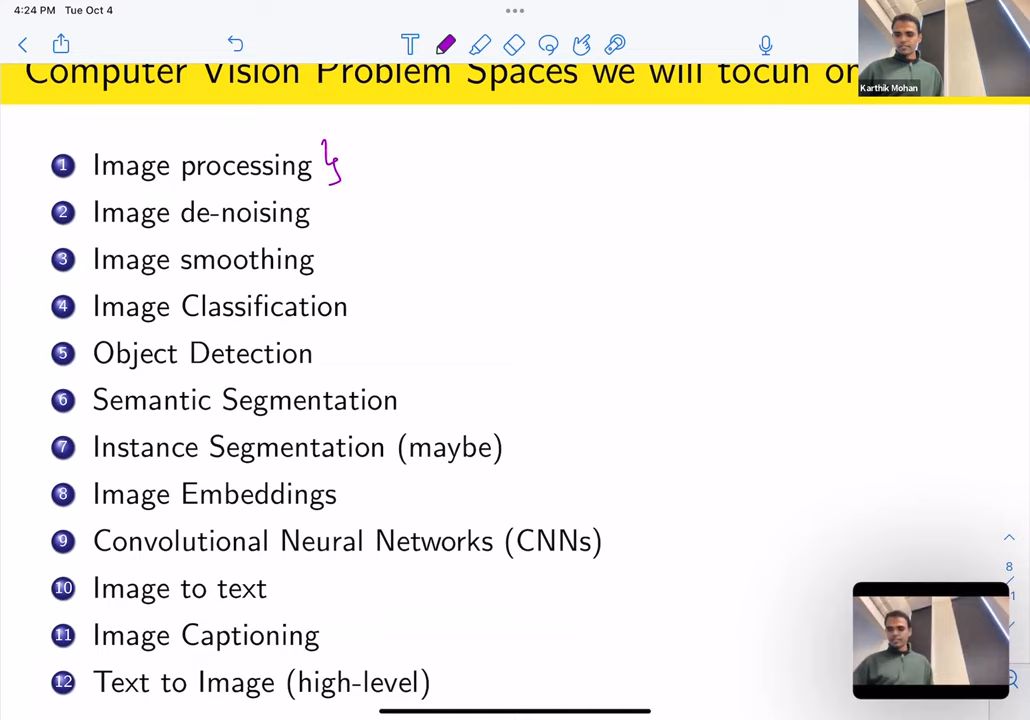 4:24 PM Tue Oct 4
Computer Vision Problem Spaces we will
Karthik Mohan
1 Image processing
2 Image de-noising
3 Image smoothing
4 Image Classification
5 Object Detection
6 Semantic Segmentation
7 Instance Segmentation (maybe)
8 Image Embeddings
9 Convolutional Neural Networks (CNNs)
10 Image to text
11 Image Captioning
12 Text to Image (high-level)
8